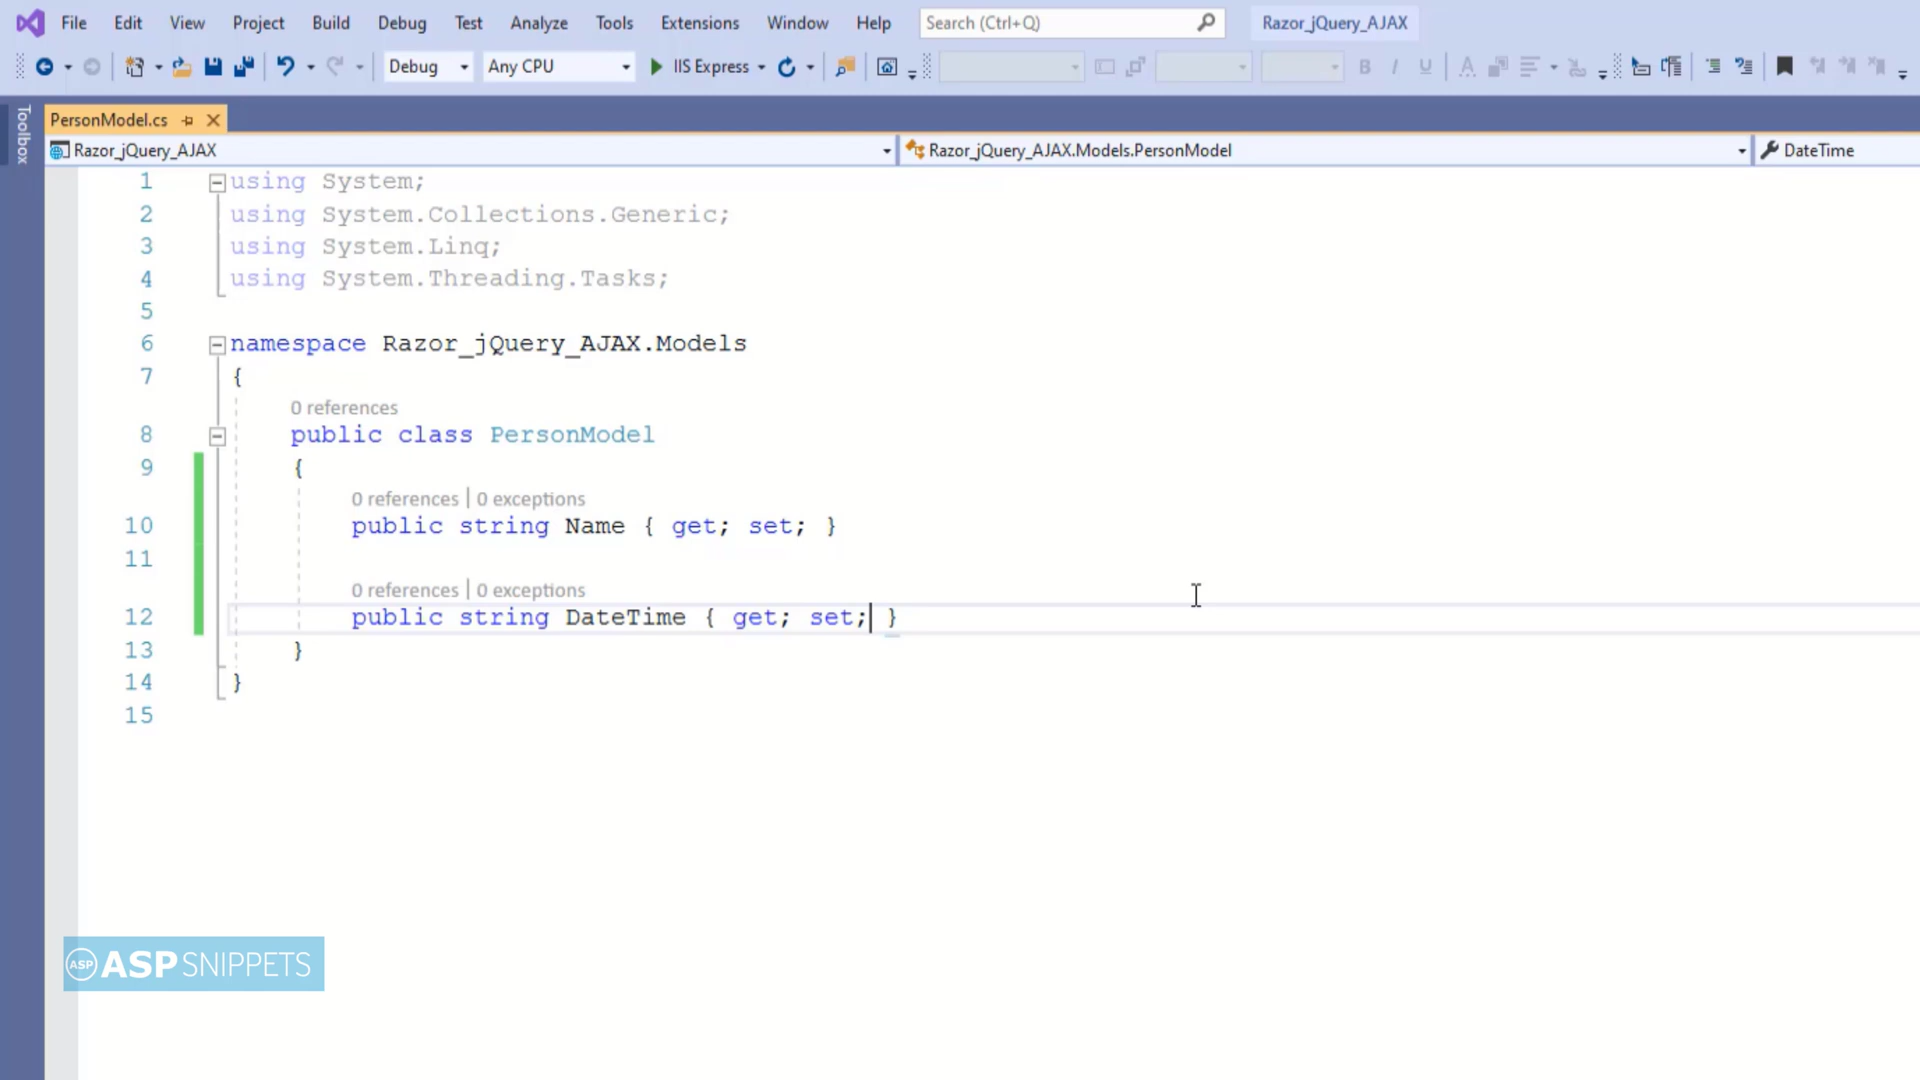 File Edit View Project Build Debug Test Analyze Tools Extensions Window Help Search (Ctrl+Q) Razor_jQuery_AJAX
Debug Any CPU IIS Express B I U A
Toolbox
PersonModel.cs
Razor_jQuery_AJAX Razor_jQuery_AJAX.Models.PersonModel DateTime
1 using System;
2 using System.Collections.Generic;
3 using System.Linq;
4 using System.Threading.Tasks;
5
6 namespace Razor_jQuery_AJAX.Models
7 {
0 references
8 public class PersonModel
9 {
0 references | 0 exceptions
10 public string Name { get; set; }
11
0 references | 0 exceptions
12 public string DateTime { get; set; }
13 }
14 }
15
ASP ASPSNIPPETS